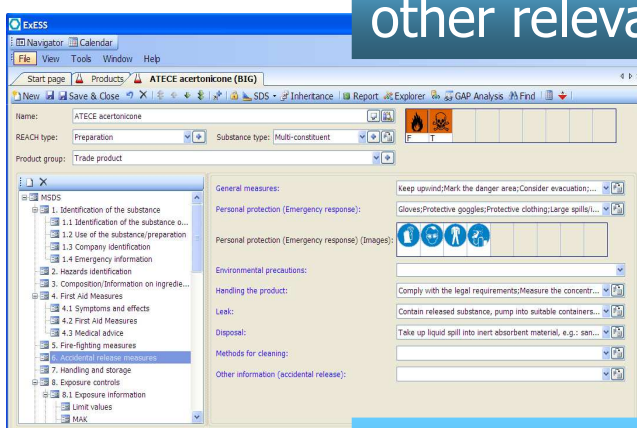 other releva
ExESS
Navigator Calendar
File View Tools Window Help
Start page Products ATECE acertonicone (BIG)
New Save & Close SDS Inheritance Report Explorer GAP Analysis Find
Name: ATECE acertonicone
REACH type: Preparation Substance type: Multi-constituent
F T
Product group: Trade product
MSDS
1. Identification of the substance
1.1 Identification of the substance o...
1.2 Use of the substance/preparation
1.3 Company identification
1.4 Emergency information
2. Hazards identification
3. Composition/Information on ingredie...
4. First Aid Measures
4.1 Symptoms and effects
4.2 First Aid Measures
4.3 Medical advice
5. Fire-fighting measures
6. Accidental release measures
7. Handling and storage
8. Exposure controls
8.1 Exposure information
Limit values
MAK
General measures: Keep upwind;Mark the danger area;Consider evacuation;...
Personal protection (Emergency response): Gloves;Protective goggles;Protective clothing;Large spills/i...
Personal protection (Emergency response) (Images):
Environmental precautions:
Handling the product: Comply with the legal requirements;Measure the concentr...
Leak: Contain released substance, pump into suitable containers...
Disposal: Take up liquid spill into inert absorbent material, e.g.: san...
Methods for cleaning:
Other information (accidental release):